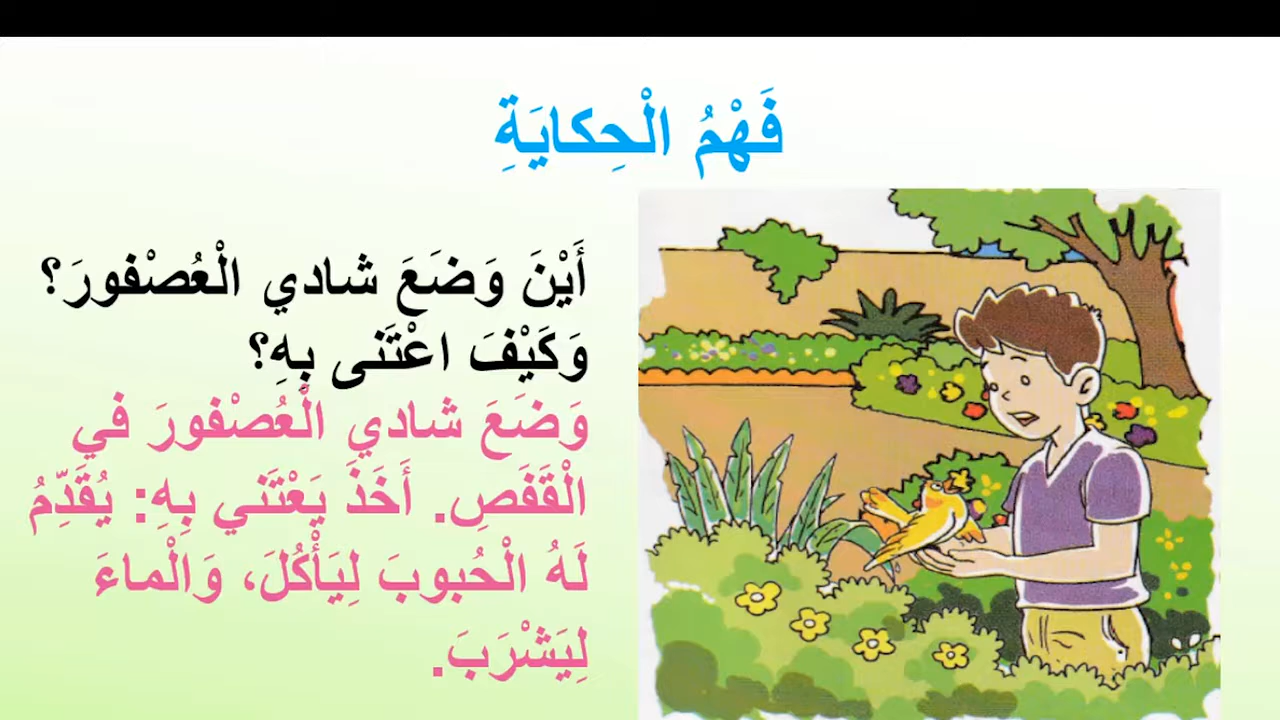 فَهْمُ الْحِكايَةِ
أَيْنَ وَضَعَ شادي الْعُصْفورَ؟
وَكَيْفَ اعْتَنى بِهِ؟
وَضَعَ شادي الْعُصْفورَ في
الْقَفَصِ. أَخَذَ يَعْتَني بِهِ: يُقَدِّمُ
لَهُ الْحُبوبَ لِيَأْكُلَ، وَالْماءَ
لِيَشْرَبَ.